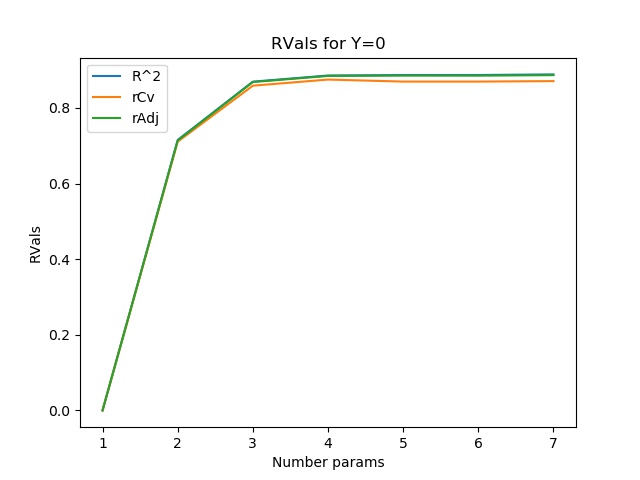 RVals for Y=0
R^2
rCv
rAdj
0.8
0.6
0.4
0.2
0.0
RVals
1 2 3 4 5 6 7
Number params